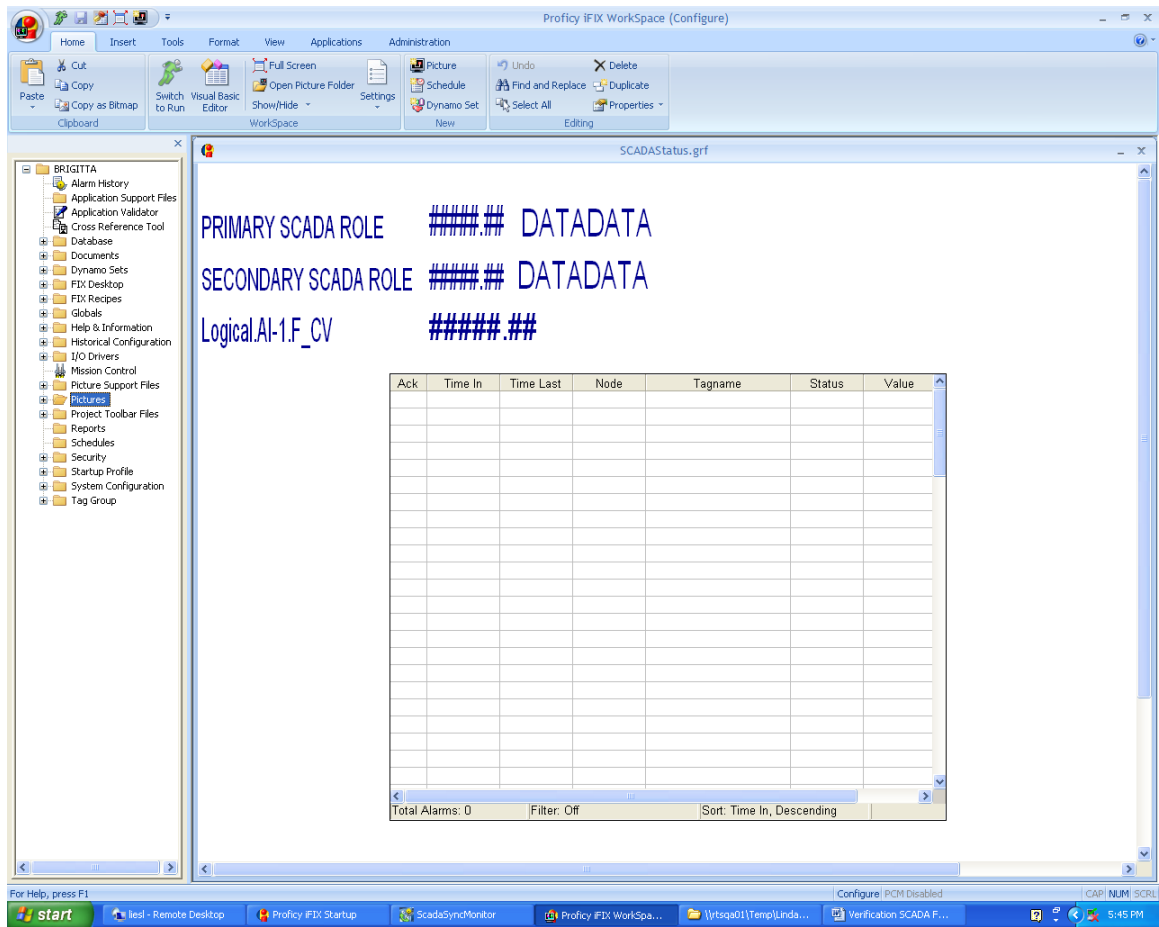 Proficy iFIX WorkSpace (Configure)
Home Insert Tools Format View Applications Administration
Paste
Cut
Copy
Copy as Bitmap
Clipboard
Switch to Run
Visual Basic Editor
Full Screen
Open Picture Folder
Show/Hide
Settings
WorkSpace
Picture
Schedule
Dynamo Set
New
Undo
Find and Replace
Select All
Delete
Duplicate
Properties
Editing
SCADAStatus.grf
BRIGITTA
Alarm History
Application Support Files
Application Validator
Cross Reference Tool
Database
Documents
Dynamo Sets
FIX Desktop
FIX Recipes
Globals
Help & Information
Historical Configuration
I/O Drivers
Mission Control
Picture Support Files
Pictures
Project Toolbar Files
Reports
Schedules
Security
Startup Profile
System Configuration
Tag Group
PRIMARY SCADA ROLE ####.## DATADATA
SECONDARY SCADA ROLE ####.## DATADATA
Logical.AI-1.F_CV #####.##
Ack Time In Time Last Node Tagname Status Value
Total Alarms: 0 Filter: Off Sort: Time In, Descending
For Help, press F1 Configure PCM Disabled CAP NUM SCRL
start liesl - Remote Desktop Proficy iFIX Startup ScadaSyncMonitor Proficy iFIX WorkSpa... \\rtsqa01\Temp\Linda... Verification SCADA F... 5:45 PM